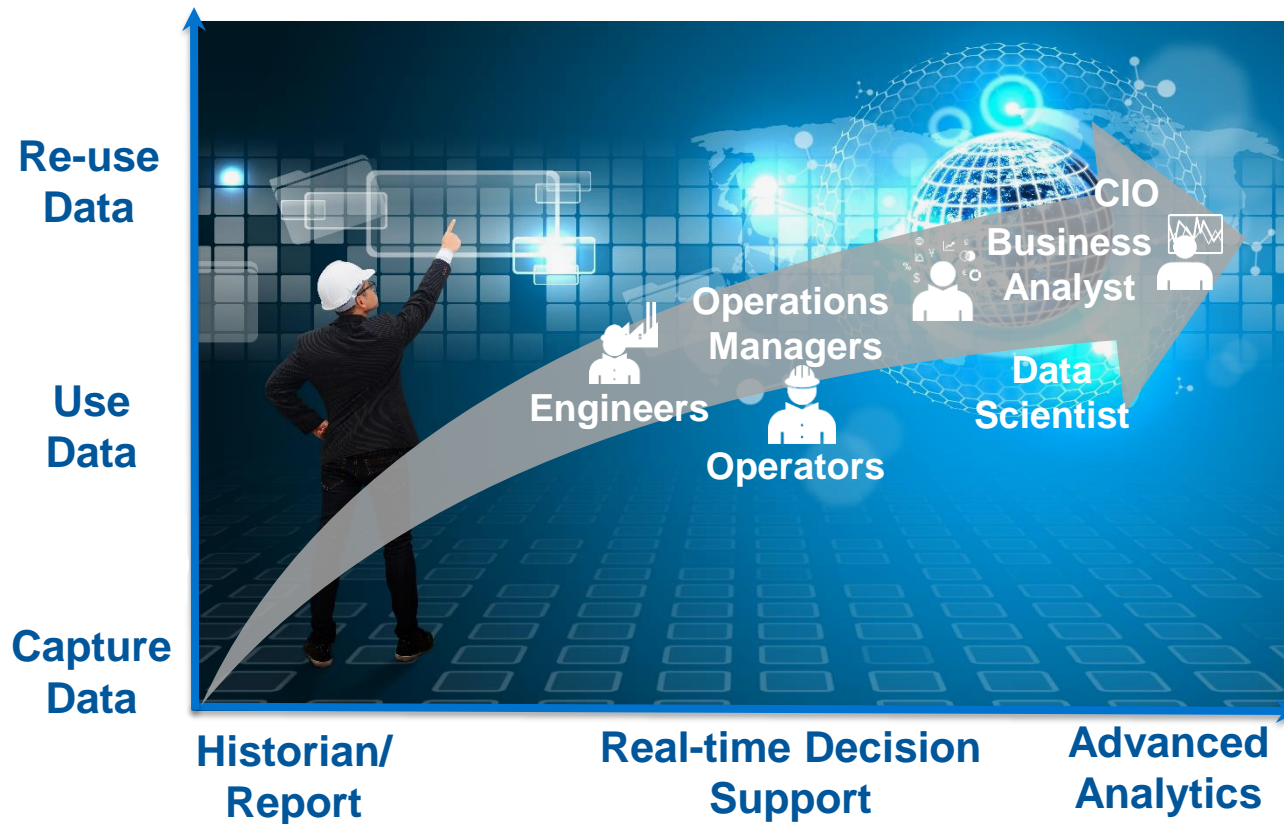 Re-use
Data
CIO
Business
Analyst
Operations
Managers
Data
Scientist
Use
Data
Engineers
Operators
Capture
Data
Historian/
Report
Real-time Decision
Support
Advanced
Analytics